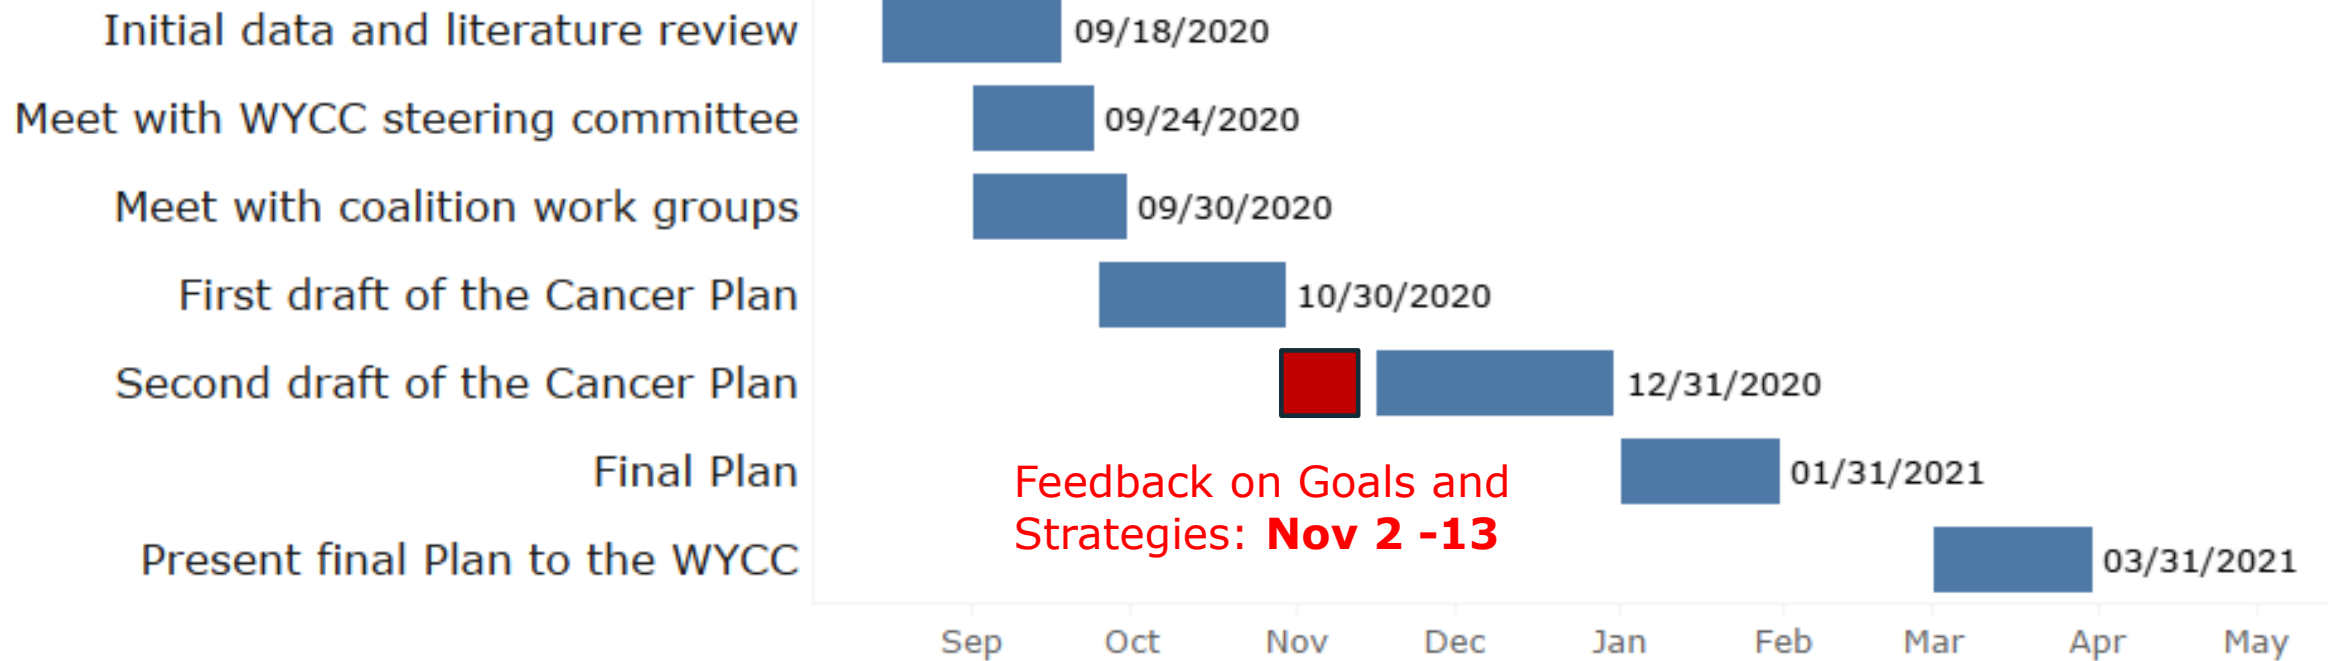 Initial data and literature review 09/18/2020
Meet with WYCC steering committee 09/24/2020
Meet with coalition work groups 09/30/2020
First draft of the Cancer Plan 10/30/2020
Second draft of the Cancer Plan 12/31/2020
Final Plan 01/31/2021
Feedback on Goals and
Strategies: Nov 2 -13
Present final Plan to the WYCC 03/31/2021
Sep Oct Nov Dec Jan Feb Mar Apr May